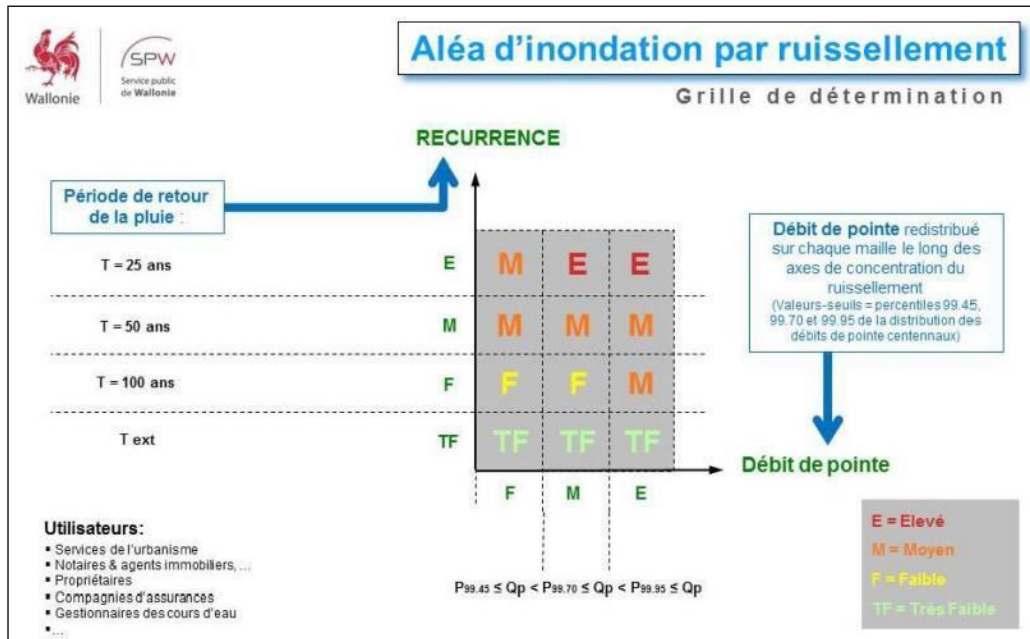 Wallonie
SPW
Service public
de Wallonie
Aléa d'inondation par ruissellement
Grille de détermination
RECURRENCE
Période de retour
de la pluie :
T = 25 ans
T = 50 ans
T = 100 ans
T ext
E M E E
M M M M
F F F M
TF TF TF TF
F M E
P99.45 ≤ Qp < P99.70 ≤ Qp < P99.95 ≤ Qp
Débit de pointe redistribué
sur chaque maille le long des
axes de concentration du
ruissellement
(Valeurs-seuils = percentiles 99.45,
99.70 et 99.95 de la distribution des
débits de pointe centennaux)
Débit de pointe
Utilisateurs:
▪ Services de l'urbanisme
▪ Notaires & agents immobiliers, ...
▪ Propriétaires
▪ Compagnies d'assurances
▪ Gestionnaires des cours d'eau
▪ ...
E = Elevé
M = Moyen
F = Faible
TF = Très Faible